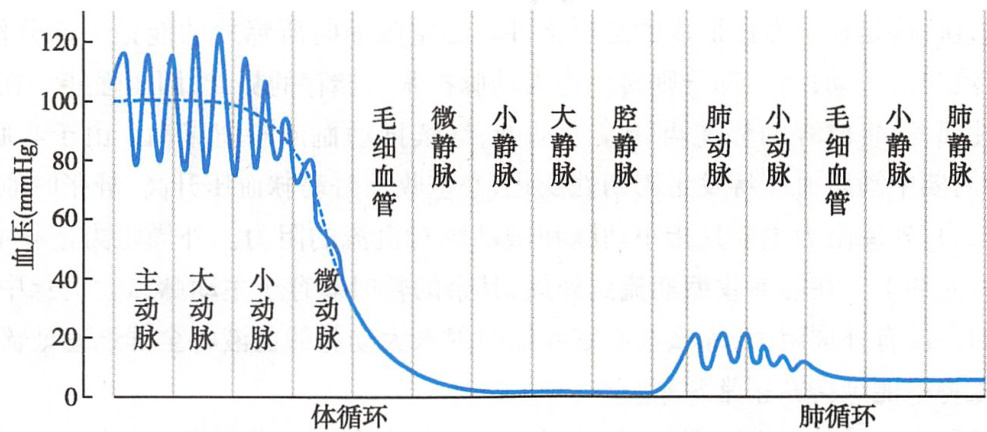 血压(mmHg)
120
100
80
60
40
20
0
主动脉
大动脉
小动脉
微动脉
毛细血管
微静脉
小静脉
大静脉
腔静脉
肺动脉
小动脉
毛细血管
小静脉
肺静脉
体循环
肺循环